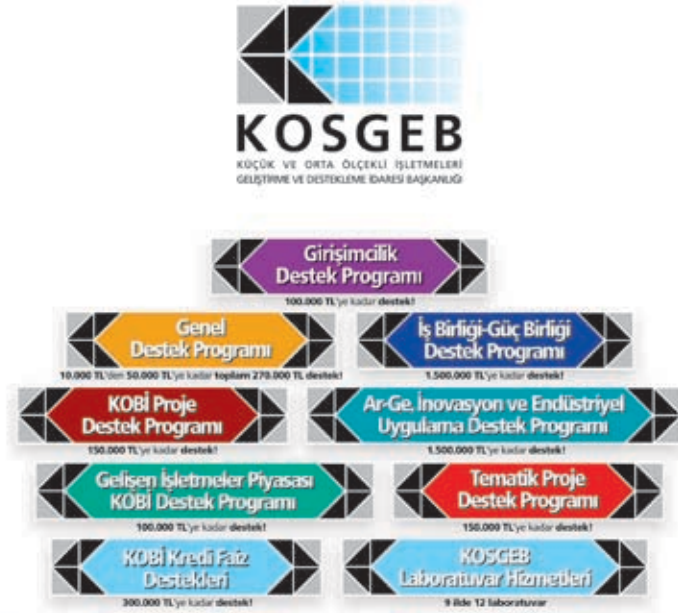 KOSGEB
KÜÇÜK VE ORTA ÖLÇEKLİ İŞLETMELERİ
GELİŞTİRME VE DESTEKLEME İDARESİ BAŞKANLIĞI
Girişimcilik
Destek Programı
100.000 TL'ye kadar destek!
Genel
Destek Programı
10.000 TL'den 50.000 TL'ye kadar toplam 270.000 TL destek!
İş Birliği-Güç Birliği
Destek Programı
1.500.000 TL'ye kadar destek!
KOBİ Proje
Destek Programı
150.000 TL'ye kadar destek!
Ar-Ge, İnovasyon ve Endüstriyel
Uygulama Destek Programı
1.500.000 TL'ye kadar destek!
Gelişen İşletmeler Piyasası
KOBİ Destek Programı
100.000 TL'ye kadar destek!
Tematik Proje
Destek Programı
150.000 TL'ye kadar destek!
KOBİ Kredi Faiz
Destekleri
300.000 TL'ye kadar destek!
KOSGEB
Laboratuvar Hizmetleri
9 ilde 12 laboratuvar